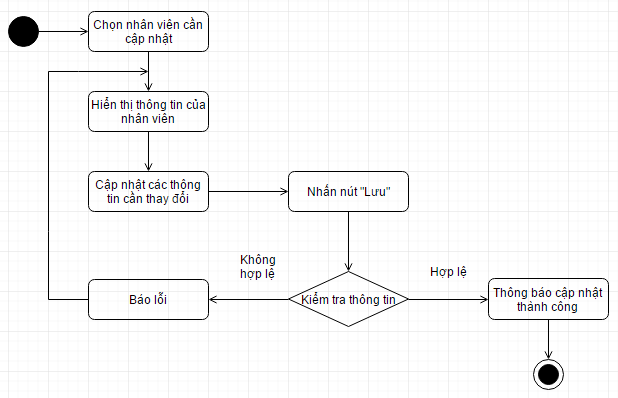 Chọn nhân viên cần
cập nhật
Hiển thị thông tin của
nhân viên
Cập nhật các thông
tin cần thay đổi
Nhấn nút "Lưu"
Không
hợp lệ
Hợp lệ
Báo lỗi
Kiểm tra thông tin
Thông báo cập nhật
thành công